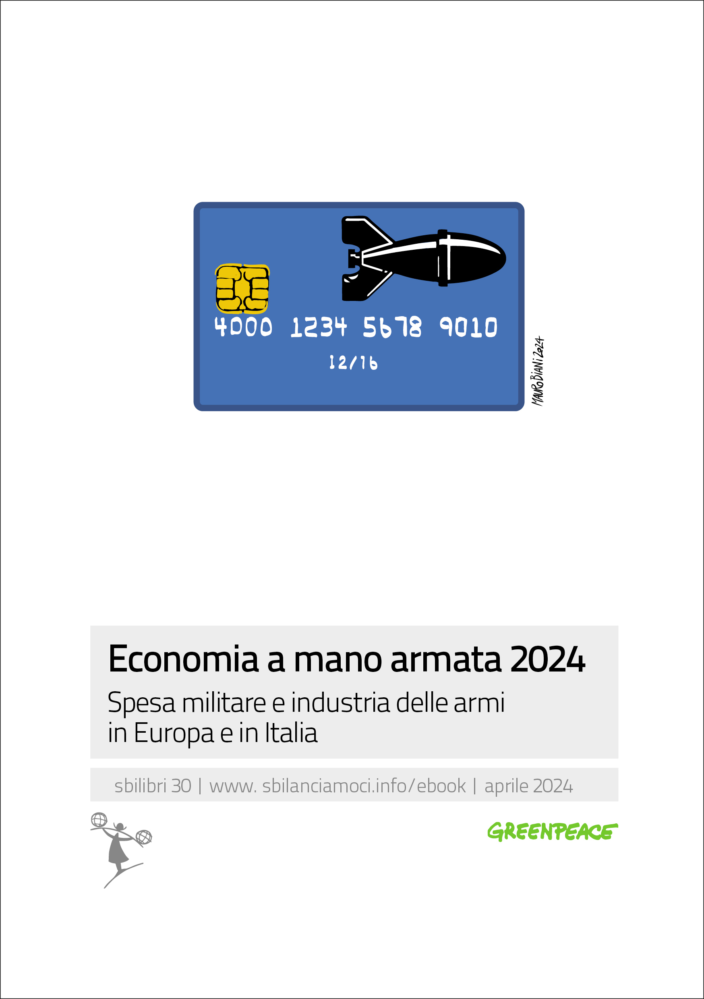 4000 1234 5678 9010
12/16
MAURO BiANi 2024
Economia a mano armata 2024
Spesa militare e industria delle armi
in Europa e in Italia
sbilibri 30 | www. sbilanciamoci.info/ebook | aprile 2024
GREENPEACE